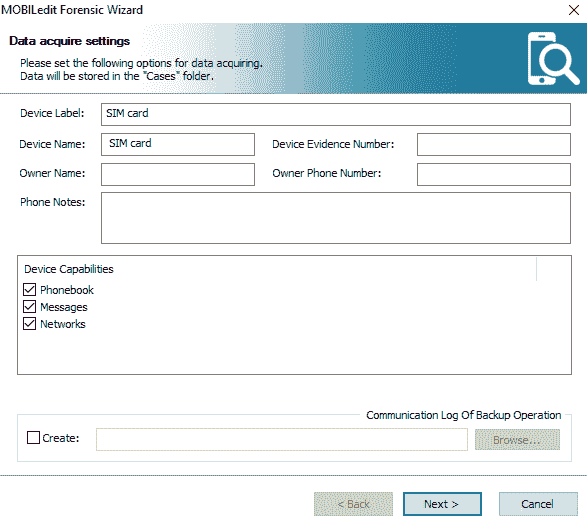 MOBILedit Forensic Wizard
Data acquire settings
Please set the following options for data acquiring.
Data will be stored in the "Cases" folder.
Device Label: SIM card
Device Name: SIM card Device Evidence Number:
Owner Name: Owner Phone Number:
Phone Notes:
Device Capabilities
Phonebook
Messages
Networks
Communication Log Of Backup Operation
Create: Browse...
< Back Next > Cancel